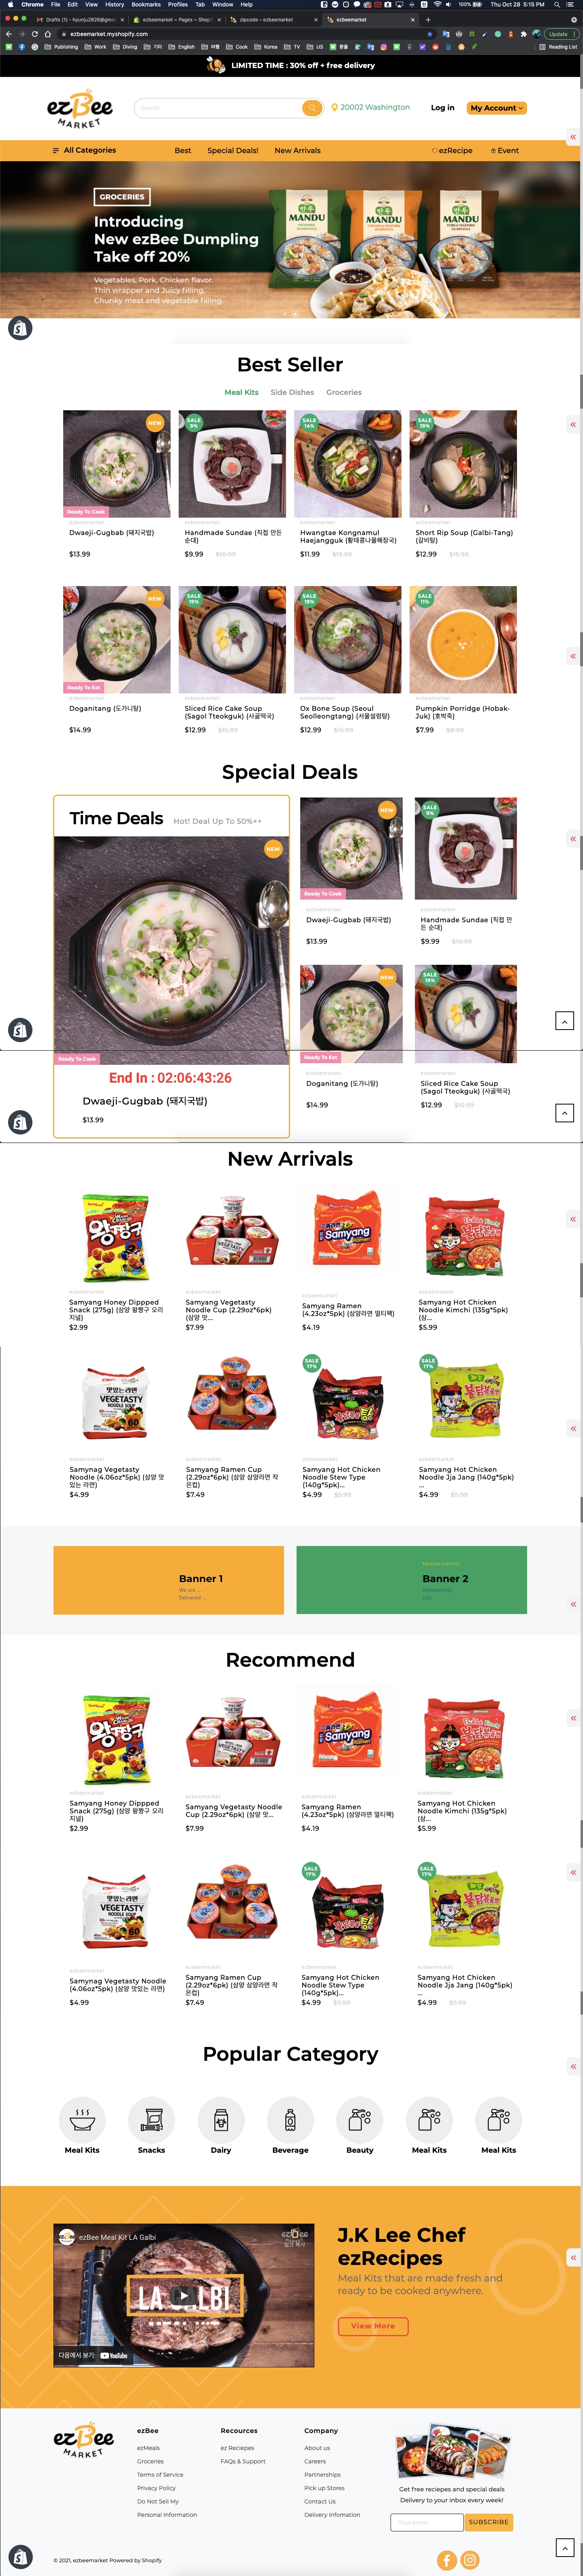 Chrome File Edit View History Bookmarks Profiles Tab Window Help
100% Thu Oct 28 5:15 PM
zipcode – ezbeemarket
ezbeemarket
ezbeemarket.myshopify.com
Update
Publishing Work Diving 기타 English 여행 Cook Korea TV US
Reading List
LIMITED TIME : 30% off + free delivery
ezBee
MARKET
Search
20002 Washington
Log in
My Account
All Categories
Best
Special Deals!
New Arrivals
ezRecipe
Event
GROCERIES
Introducing
New ezBee Dumpling
Take off 20%
Vegetables, Pork, Chicken flavor.
Thin wrapper and Juicy filling.
Chunky meat and vegetable filling.
만두
MANDU
만두
MANDU
만두
MANDU
Best Seller
Meal Kits
Side Dishes
Groceries
NEW
Ready To Cook
ezbeemarket
Dwaeji-Gugbab (돼지국밥)
$13.99
SALE
9%
ezbeemarket
Handmade Sundae (직접 만든
순대)
$9.99 $10.99
SALE
14%
ezbeemarket
Hwangtae Kongnamul
Haejangguk (황태콩나물해장국)
$11.99 $13.99
SALE
19%
ezbeemarket
Short Rip Soup (Galbi-Tang)
(갈비탕)
$12.99 $15.99
NEW
Ready To Eat
ezbeemarket
Doganitang (도가니탕)
$14.99
SALE
19%
ezbeemarket
Sliced Rice Cake Soup
(Sagol Tteokguk) (사골떡국)
$12.99 $15.99
SALE
19%
ezbeemarket
Ox Bone Soup (Seoul
Seolleongtang) (서울설렁탕)
$12.99 $15.99
SALE
11%
ezbeemarket
Pumpkin Porridge (Hobak-
Juk) (호박죽)
$7.99 $8.99
Special Deals
Time Deals
Hot! Deal Up To 50%++
NEW
Ready To Cook
End In : 02:06:43:26
Dwaeji-Gugbab (돼지국밥)
$13.99
NEW
Ready To Cook
ezbeemarket
Dwaeji-Gugbab (돼지국밥)
$13.99
SALE
9%
ezbeemarket
Handmade Sundae (직접 만
든 순대)
$9.99 $10.99
NEW
Ready To Eat
ezbeemarket
Doganitang (도가니탕)
$14.99
SALE
19%
ezbeemarket
Sliced Rice Cake Soup
(Sagol Tteokguk) (사골떡국)
$12.99 $15.99
New Arrivals
ezbeemarket
Samyang Honey Dippped
Snack (275g) (삼양 왕짱구 오리
지널)
$2.99
ezbeemarket
Samyang Vegetasty
Noodle Cup (2.29oz*6pk)
(삼양 맛...
$7.99
ezbeemarket
Samyang Ramen
(4.23oz*5pk) (삼양라면 멀티팩)
$4.19
ezbeemarket
Samyang Hot Chicken
Noodle Kimchi (135g*5pk)
(삼...
$5.99
ezbeemarket
Samynag Vegetasty
Noodle (4.06oz*5pk) (삼양 맛
있는 라면)
$4.99
ezbeemarket
Samyang Ramen Cup
(2.29oz*6pk) (삼양 삼양라면 작
은컵)
$7.49
SALE
17%
ezbeemarket
Samyang Hot Chicken
Noodle Stew Type
(140g*5pk)...
$4.99 $5.99
SALE
17%
ezbeemarket
Samyang Hot Chicken
Noodle Jja Jang (140g*5pk)
...
$4.99 $5.99
Banner 1
We are.....
Delivered ...
Banner 2
Recommend
ezbeemarket
Samyang Honey Dippped
Snack (275g) (삼양 왕짱구 오리
지널)
$2.99
ezbeemarket
Samyang Vegetasty Noodle
Cup (2.29oz*6pk) (삼양 맛...
$7.99
ezbeemarket
Samyang Ramen
(4.23oz*5pk) (삼양라면 멀티팩)
$4.19
ezbeemarket
Samyang Hot Chicken
Noodle Kimchi (135g*5pk)
(삼...
$5.99
ezbeemarket
Samynag Vegetasty Noodle
(4.06oz*5pk) (삼양 맛있는 라면)
$4.99
ezbeemarket
Samyang Ramen Cup
(2.29oz*6pk) (삼양 삼양라면 작
은컵)
$7.49
SALE
17%
ezbeemarket
Samyang Hot Chicken
Noodle Stew Type
(140g*5pk)...
$4.99 $5.99
SALE
17%
ezbeemarket
Samyang Hot Chicken
Noodle Jja Jang (140g*5pk)
...
$4.99 $5.99
Popular Category
Meal Kits
Snacks
Dairy
Beverage
Beauty
Meal Kits
Meal Kits
ezBee Meal Kit LA Galbi
LA GALBI
다음에서 보기: YouTube
J.K Lee Chef
ezRecipes
Meal Kits that are made fresh and
ready to be cooked anywhere.
View More
ezBee
MARKET
ezBee
ezMeals
Groceries
Terms of Service
Privacy Policy
Do Not Sell My
Personal Information
Recources
ez Reciepes
FAQs & Support
Company
About us
Careers
Partnerships
Pick up Stores
Contact Us
Delivery Infomation
Get free reciepes and special deals
Delivery to your inbox every week!
Your email
SUBSCRIBE
© 2021, ezbeemarket Powered by Shopify